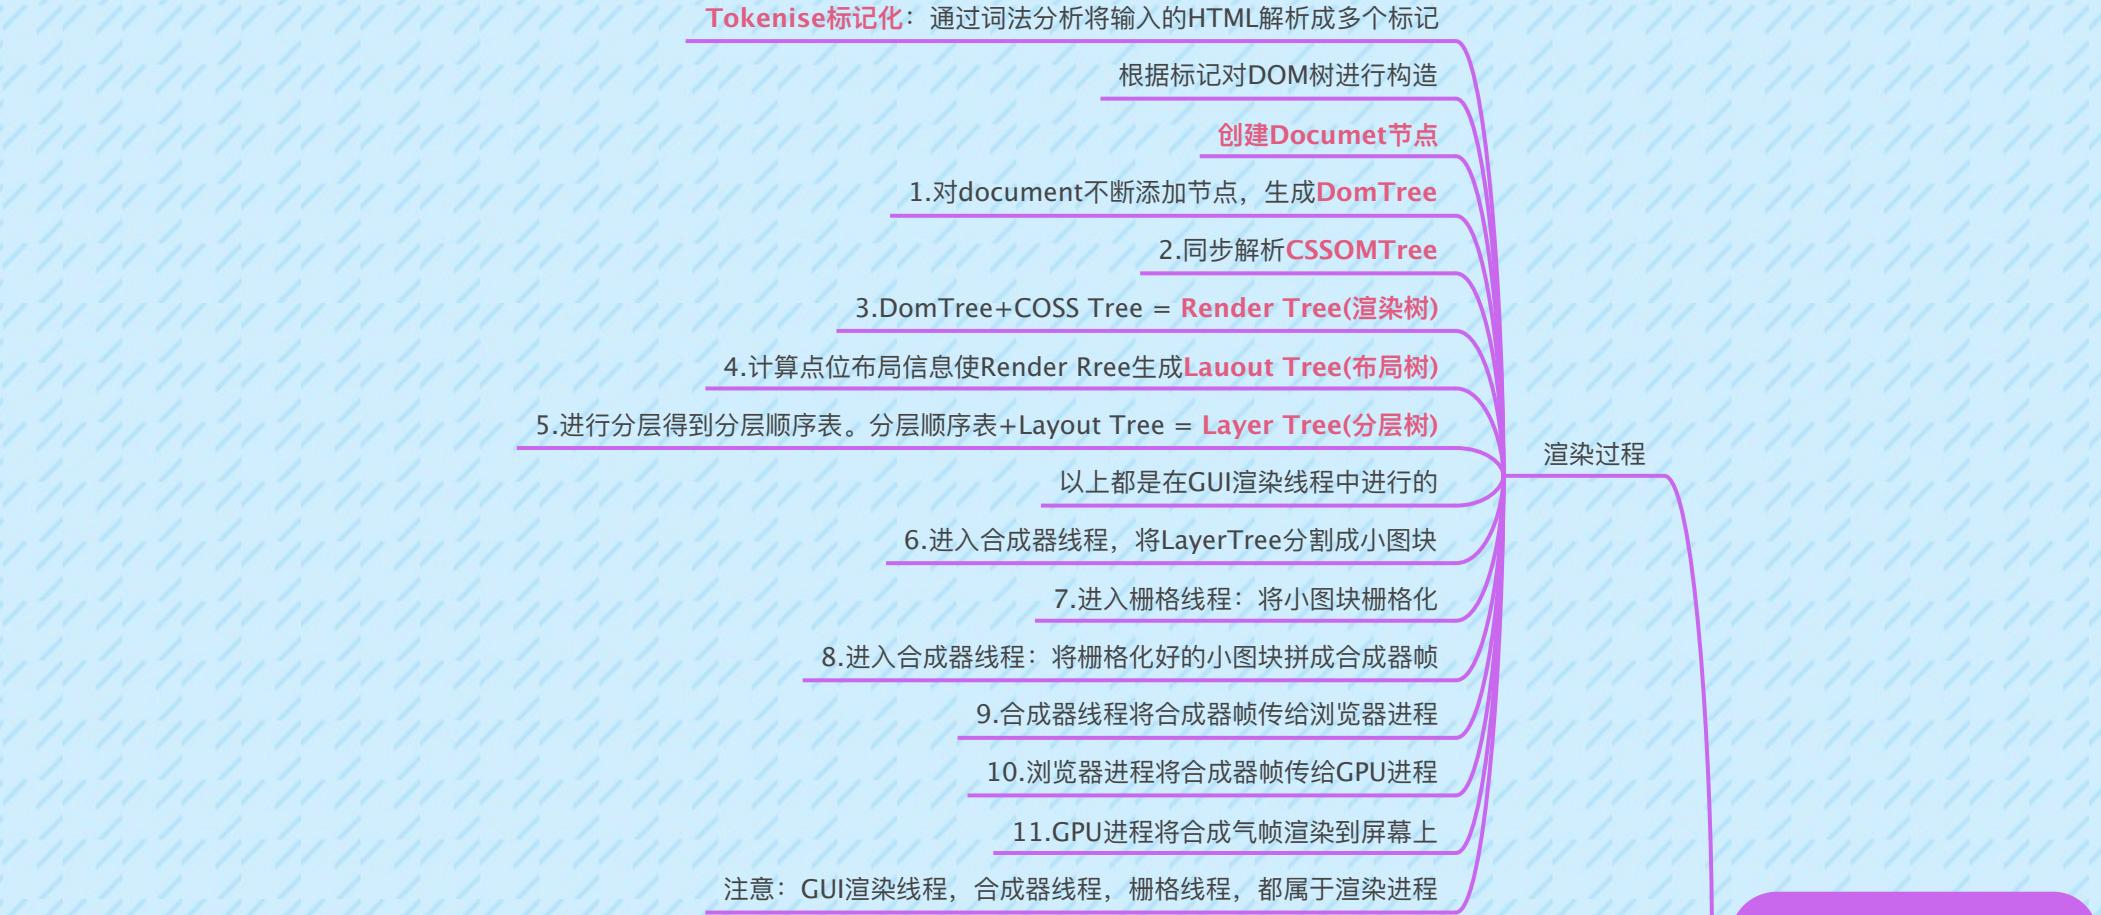 Tokenise标记化：通过词法分析将输入的HTML解析成多个标记
根据标记对DOM树进行构造
创建Documet节点
1.对document不断添加节点，生成DomTree
2.同步解析CSSOMTree
3.DomTree+COSS Tree = Render Tree(渲染树)
4.计算点位布局信息使Render Rree生成Lauout Tree(布局树)
5.进行分层得到分层顺序表。分层顺序表+Layout Tree = Layer Tree(分层树)
以上都是在GUI渲染线程中进行的
6.进入合成器线程，将LayerTree分割成小图块
7.进入栅格线程：将小图块栅格化
8.进入合成器线程：将栅格化好的小图块拼成合成器帧
9.合成器线程将合成器帧传给浏览器进程
10.浏览器进程将合成器帧传给GPU进程
11.GPU进程将合成气帧渲染到屏幕上
注意：GUI渲染线程，合成器线程，栅格线程，都属于渲染进程
渲染过程